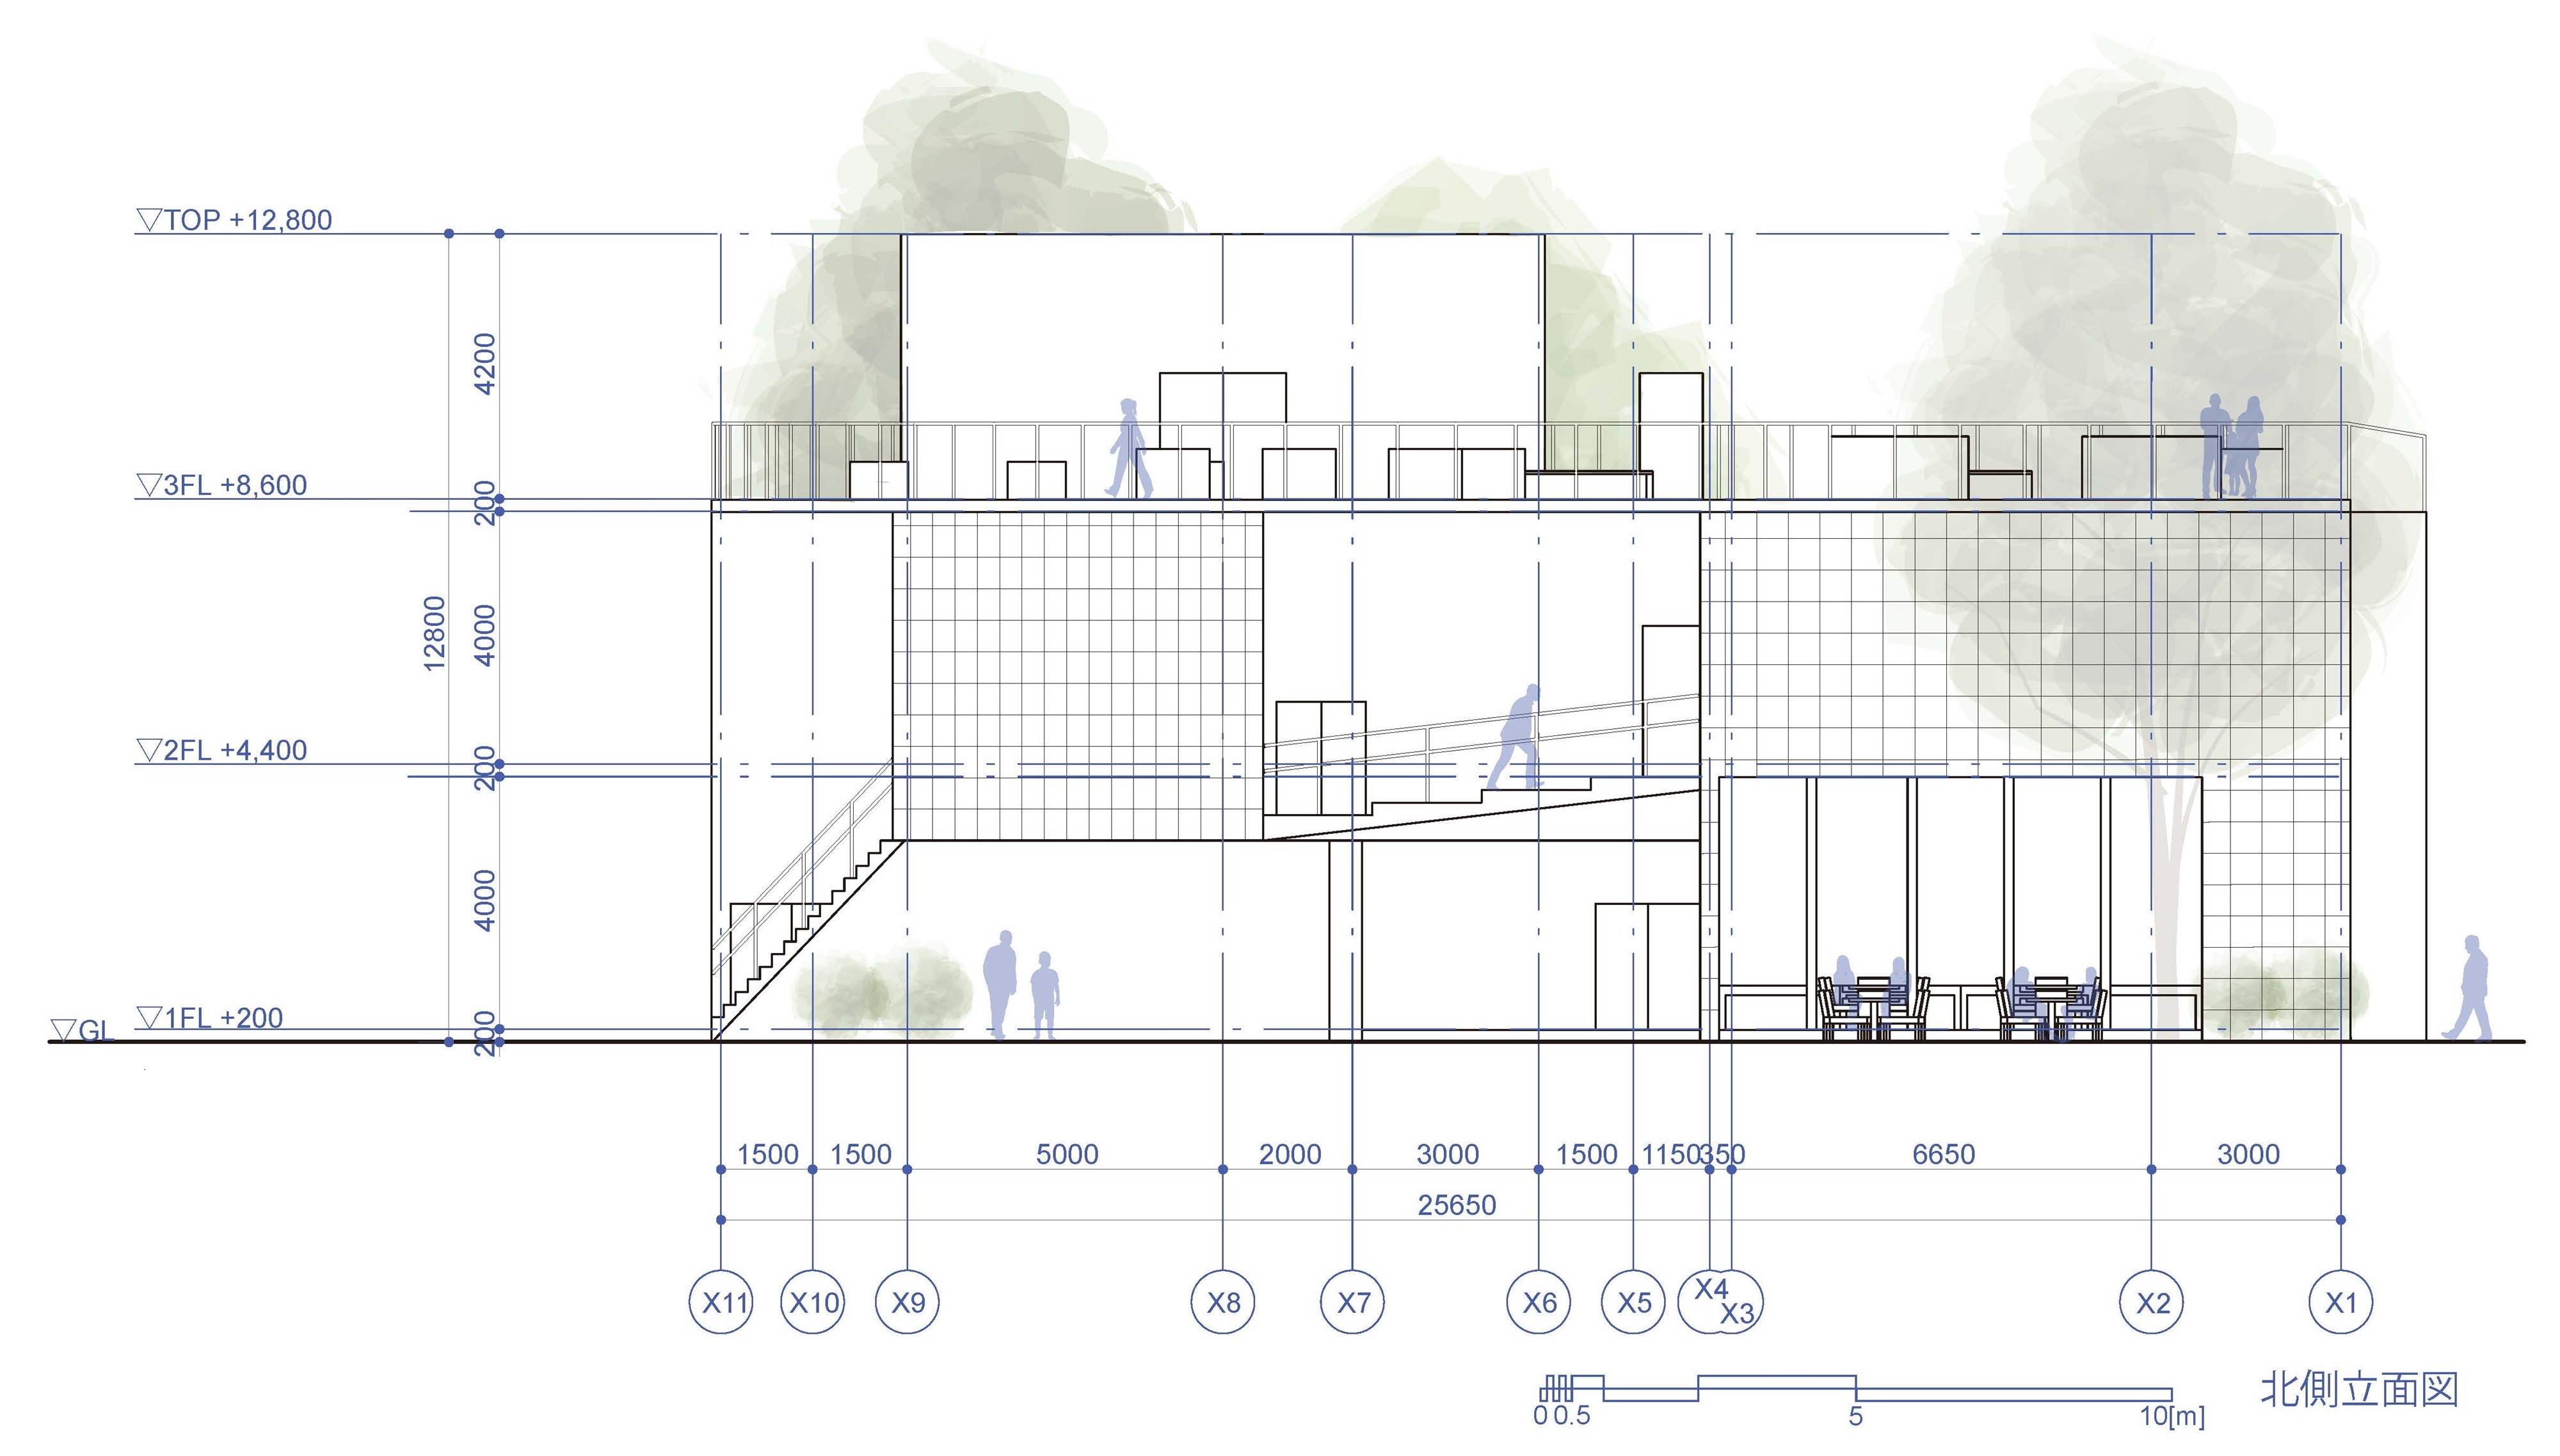 ▽TOP +12,800
4200
▽3FL +8,600
200
12800
4000
▽2FL +4,400
200
4000
▽1FL +200
▽GL
200
1500 1500 5000 2000 3000 1500 1150 350 6650 3000
25650
X11 X10 X9 X8 X7 X6 X5 X4 X3 X2 X1
0 0.5 5 10[m]
北側立面図